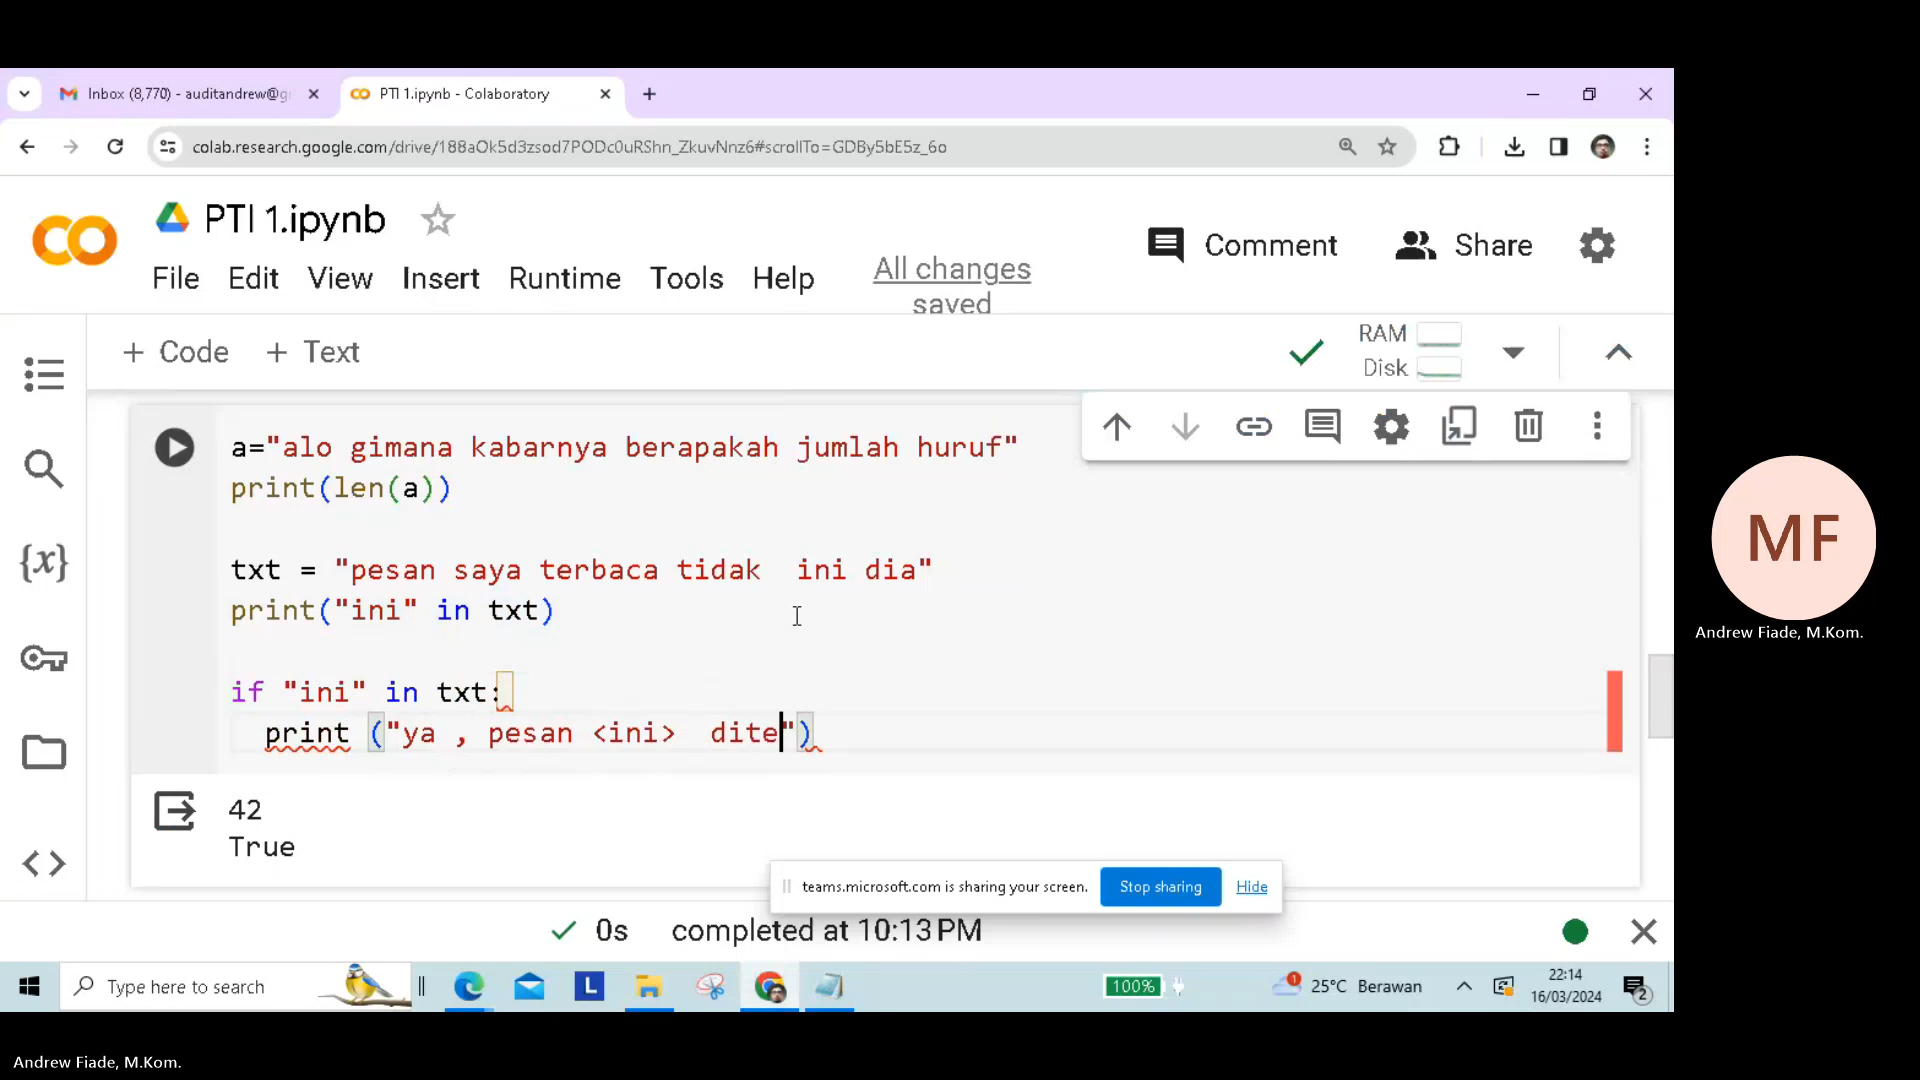 Inbox (8,770) - auditandrew@g
PTI 1.ipynb - Colaboratory
colab.research.google.com/drive/188aOk5d3zsod7PODc0uRShn_ZkuvNnz6#scrollTo=GDBy5bE5z_6o
PTI 1.ipynb
Comment
Share
File Edit View Insert Runtime Tools Help
All changes
saved
+ Code + Text
RAM
Disk
a="alo gimana kabarnya berapakah jumlah huruf"
print(len(a))
txt = "pesan saya terbaca tidak  ini dia"
print("ini" in txt)
if "ini" in txt:
  print ("ya , pesan <ini>  dite")
42
True
teams.microsoft.com is sharing your screen. Stop sharing Hide
0s completed at 10:13 PM
Type here to search
100%
1
25°C Berawan
22:14
16/03/2024
2
MF
Andrew Fiade, M.Kom.
Andrew Fiade, M.Kom.